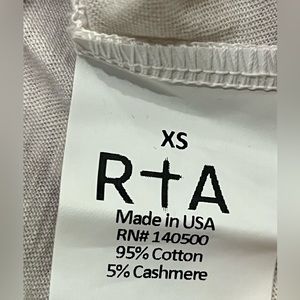 XS
R†A
Made in USA
RN# 140500
95% Cotton
5% Cashmere